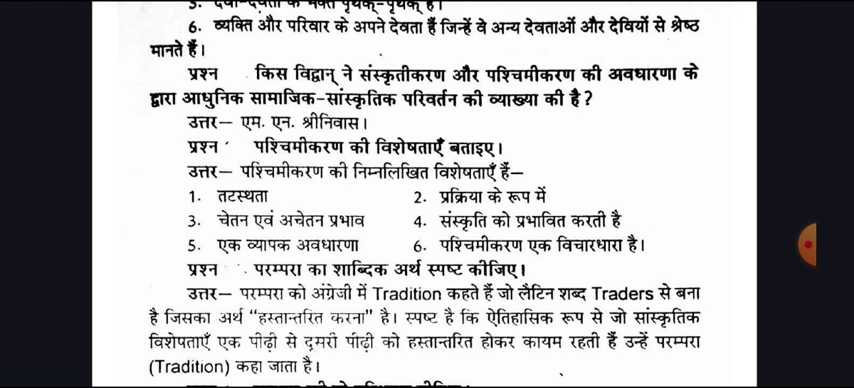 5. देवी-देवता के भक्त पृथक्-पृथक् हैं।
6. व्यक्ति और परिवार के अपने देवता हैं जिन्हें वे अन्य देवताओं और देवियों से श्रेष्ठ
मानते हैं।
प्रश्न किस विद्वान् ने संस्कृतीकरण और पश्चिमीकरण की अवधारणा के
द्वारा आधुनिक सामाजिक-सांस्कृतिक परिवर्तन की व्याख्या की है?
उत्तर— एम. एन. श्रीनिवास।
प्रश्न पश्चिमीकरण की विशेषताएँ बताइए।
उत्तर— पश्चिमीकरण की निम्नलिखित विशेषताएँ हैं—
1. तटस्थता 2. प्रक्रिया के रूप में
3. चेतन एवं अचेतन प्रभाव 4. संस्कृति को प्रभावित करती है
5. एक व्यापक अवधारणा 6. पश्चिमीकरण एक विचारधारा है।
प्रश्न परम्परा का शाब्दिक अर्थ स्पष्ट कीजिए।
उत्तर— परम्परा को अंग्रेजी में Tradition कहते हैं जो लैटिन शब्द Traders से बना
है जिसका अर्थ “हस्तान्तरित करना” है। स्पष्ट है कि ऐतिहासिक रूप से जो सांस्कृतिक
विशेषताएँ एक पीढ़ी से दूसरी पीढ़ी को हस्तान्तरित होकर कायम रहती हैं उन्हें परम्परा
(Tradition) कहा जाता है।